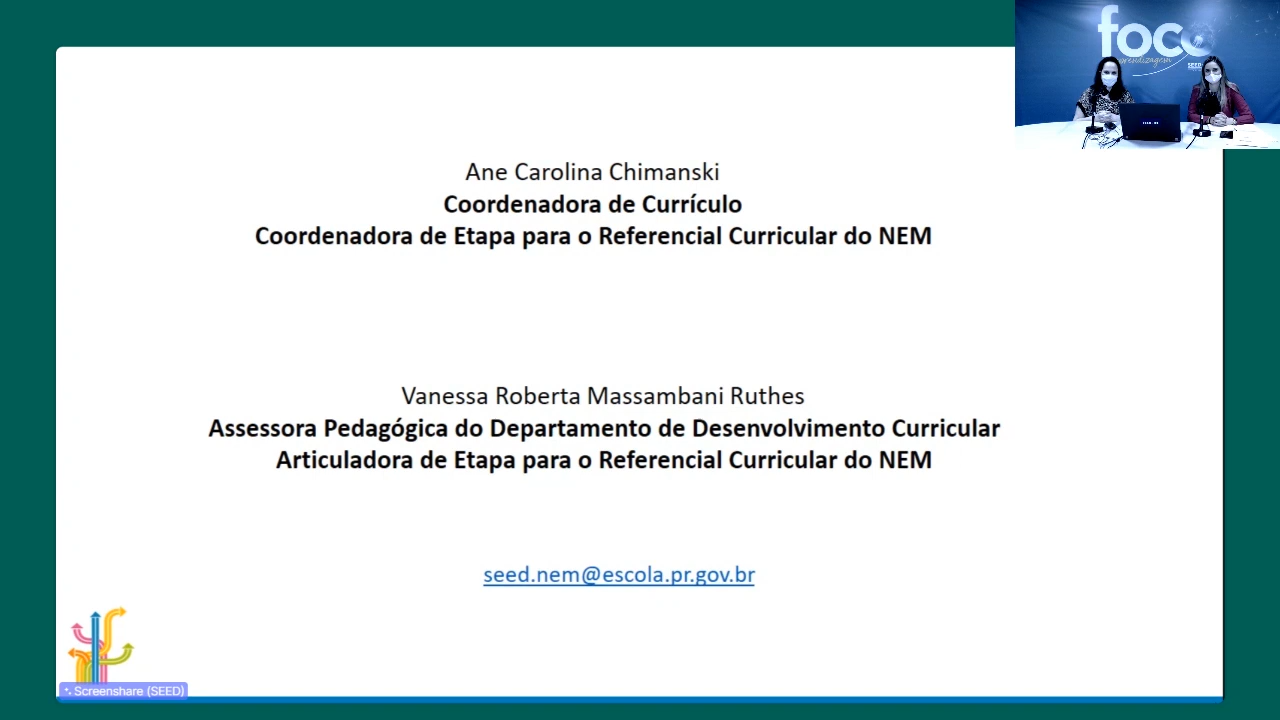 foco
aprendizagem
SEED
Ane Carolina Chimanski
Coordenadora de Currículo
Coordenadora de Etapa para o Referencial Curricular do NEM
Vanessa Roberta Massambani Ruthes
Assessora Pedagógica do Departamento de Desenvolvimento Curricular
Articuladora de Etapa para o Referencial Curricular do NEM
seed.nem@escola.pr.gov.br
Screenshare (SEED)